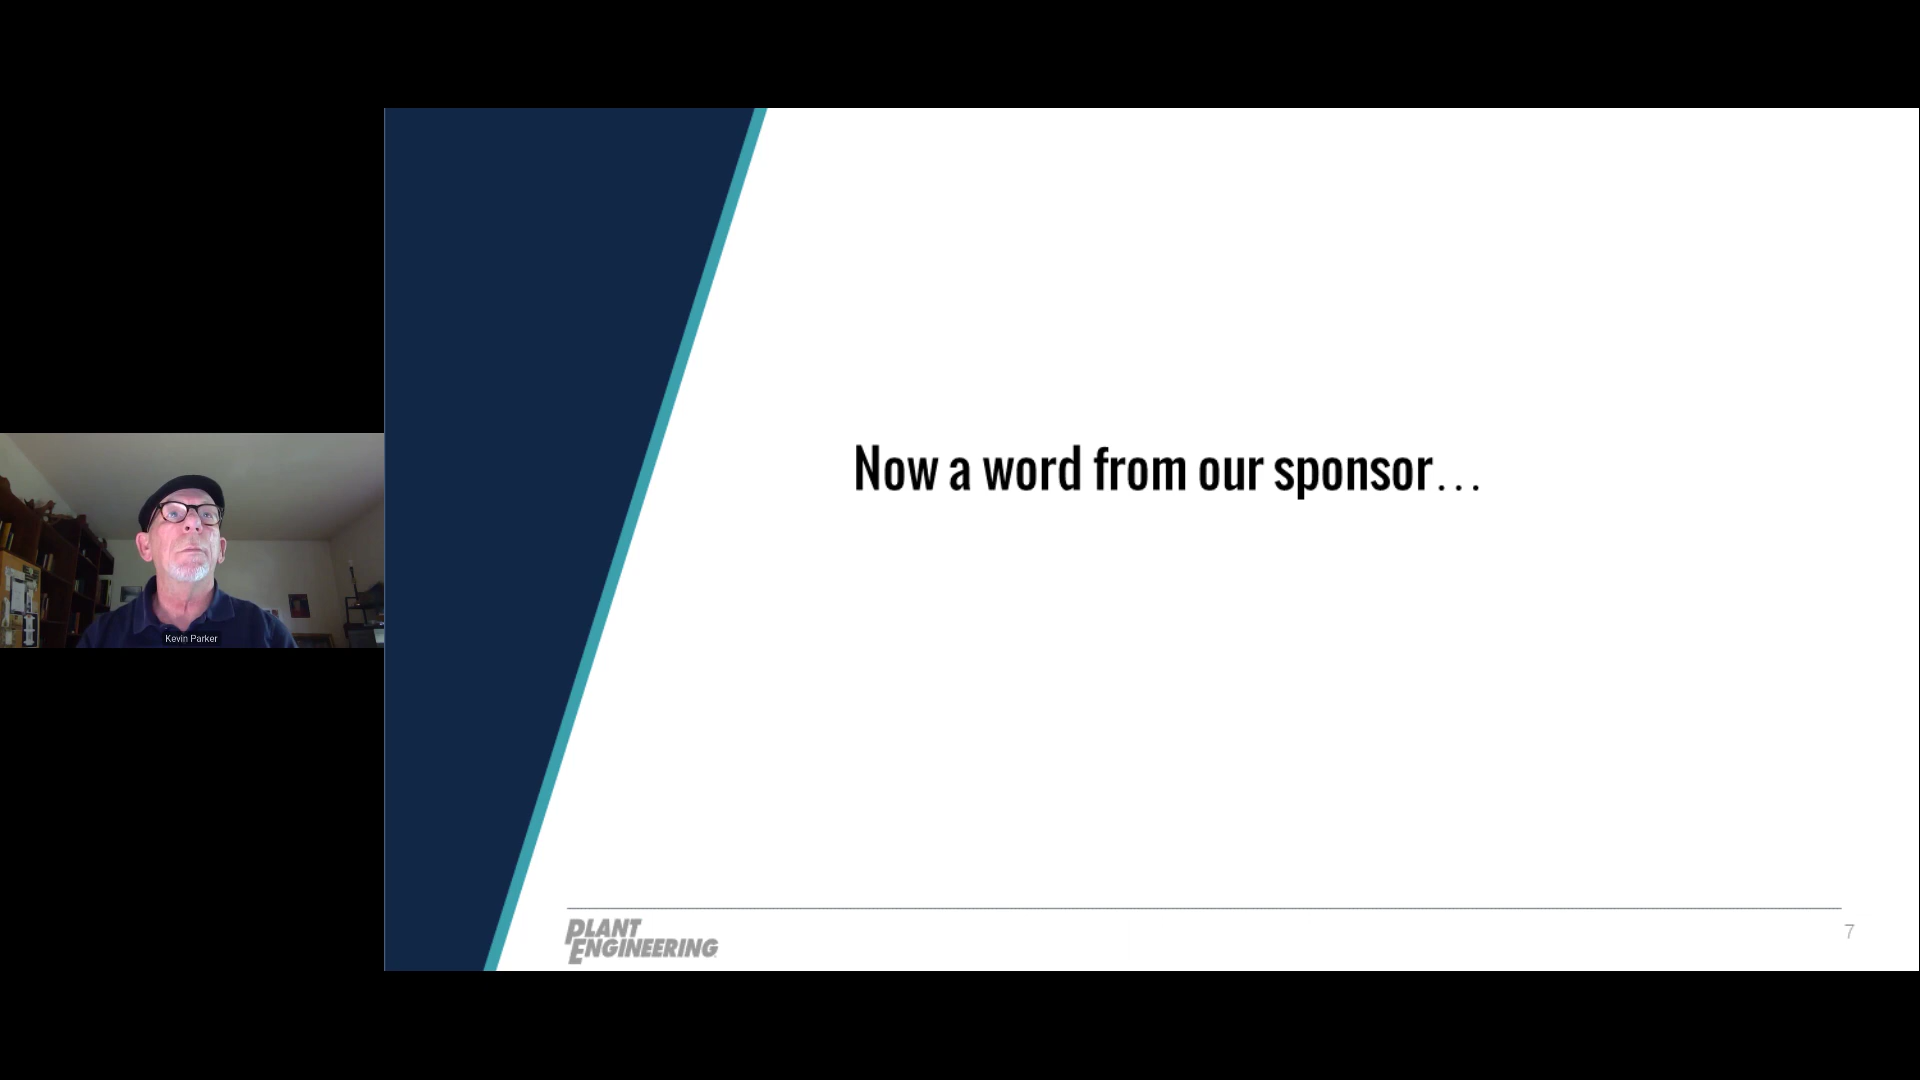 Now a word from our sponsor…
Kevin Parker
PLANT
ENGINEERING
7